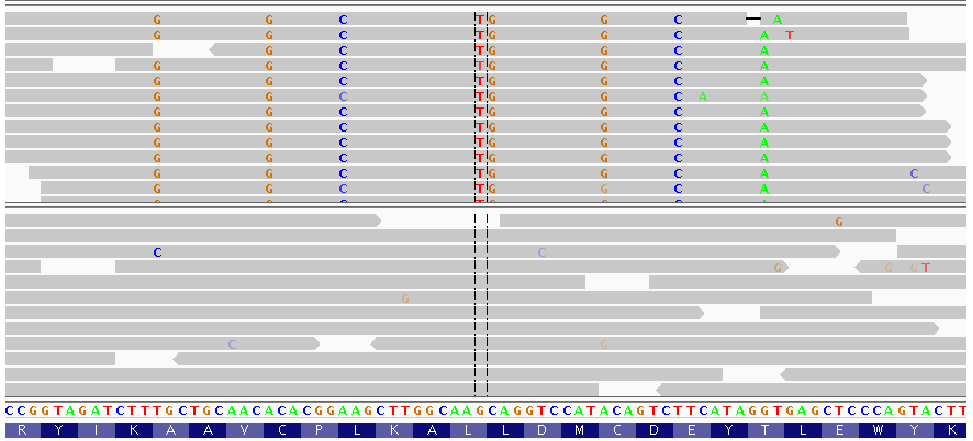 G G C T G G C A
G G C T G G C A T
G C T G G C A
G G C T G G C A
G G C T G G C A
G G C T G G C A A
G G C T G G C A
G G C T G G C A
G G C T G G C A
G G C T G G C A
G G C T G G C A C
G G C T G G C A C
G
C C
G G G T
G
C G
CCGGTAGATCTTTGCTGCAACACACGGAAGCTTGGCAAGCAGGTCCATACAGTCTTCATAGGTGAGCTCCCAGTACTT
R Y I K A A V C P L K A L L D M C D E Y T L E W Y K